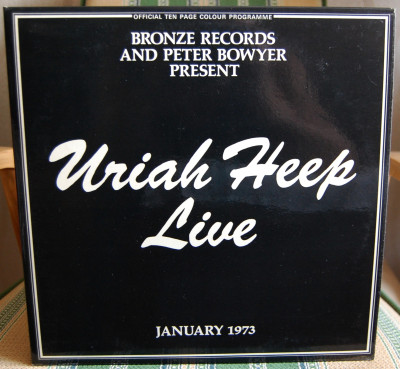 OFFICIAL TEN PAGE COLOUR PROGRAMME
BRONZE RECORDS
AND PETER BOWYER
PRESENT
Uriah Heep
Live
JANUARY 1973